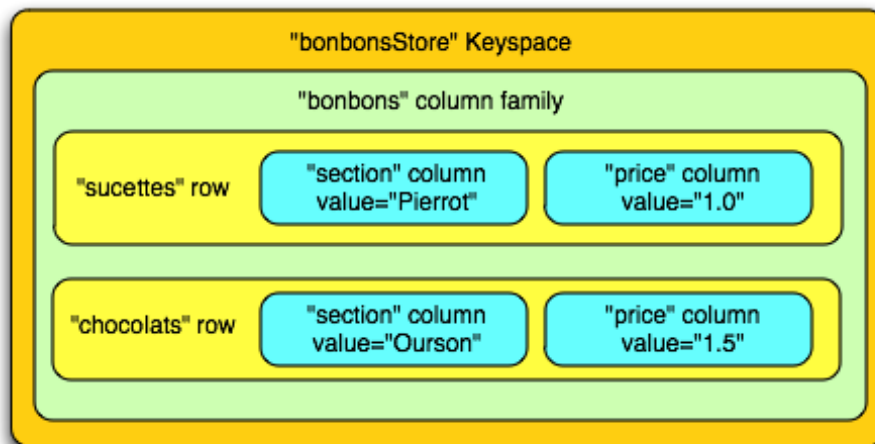 "bonbonsStore" Keyspace
"bonbons" column family
"sucettes" row
"section" column
value="Pierrot"
"price" column
value="1.0"
"chocolats" row
"section" column
value="Ourson"
"price" column
value="1.5"